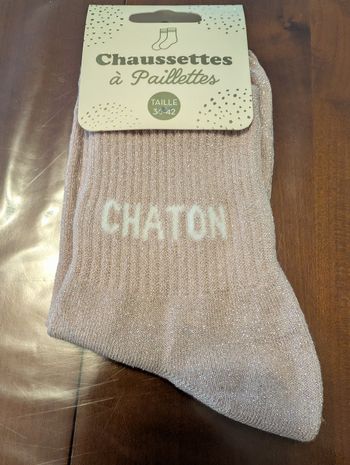 Chaussettes
à Paillettes
TAILLE
36-42
CHATON